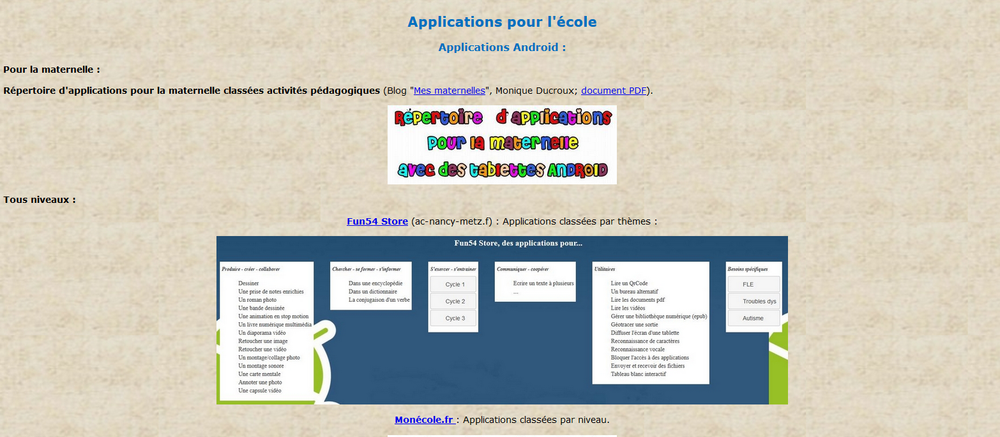 Applications pour l'école
Applications Android :
Pour la maternelle :
Répertoire d'applications pour la maternelle classées activités pédagogiques (Blog "Mes maternelles", Monique Ducroux; document PDF).
Répertoire d'applications
pour la maternelle
avec des tablettes ANDROID
Tous niveaux :
Fun54 Store (ac-nancy-metz.f) : Applications classées par thèmes :
Fun54 Store, des applications pour...
Produire - créer - collaborer
Dessiner
Une prise de notes enrichies
Un roman photo
Une bande dessinée
Une animation en stop motion
Un livre numérique multimédia
Un diaporama vidéo
Retoucher une image
Retoucher une vidéo
Un montage/collage photo
Un montage sonore
Une carte mentale
Annoter une photo
Une capsule vidéo
Chercher - se former - s'informer
Dans une encyclopédie
Dans un dictionnaire
La conjugaison d'un verbe
S'exercer - s'entrainer
Cycle 1
Cycle 2
Cycle 3
Communiquer - coopérer
Ecrire un texte à plusieurs
...
Utilitaires
Lire un QrCode
Un bureau alternatif
Lire les documents pdf
Lire les vidéos
Gérer une bibliothèque numérique (epub)
Géotracer une sortie
Diffuser l'écran d'une tablette
Reconnaissance de caractères
Reconnaissance vocale
Bloquer l'accès à des applications
Envoyer et recevoir des fichiers
Tableau blanc interactif
Besoins spécifiques
FLE
Troubles dys
Autisme
Monécole.fr : Applications classées par niveau.